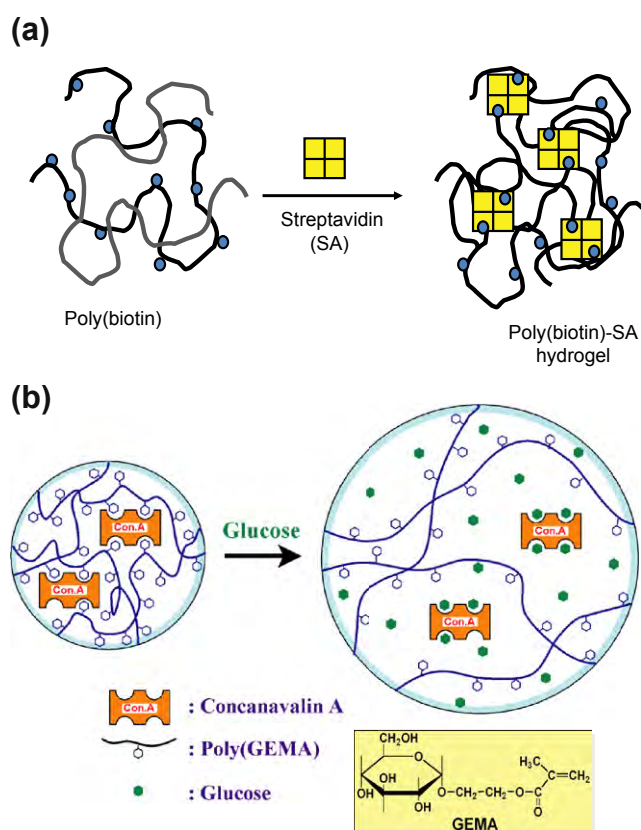 (a)
Streptavidin
(SA)
Poly(biotin)
Poly(biotin)-SA
hydrogel
(b)
Con.A
Con.A
Glucose
Con.A
Con.A
Con.A : Concanavalin A
: Poly(GEMA)
: Glucose
CH2OH
O
OH
OH
OH
O–CH2–CH2–O
C
O
H3C
CH2
GEMA